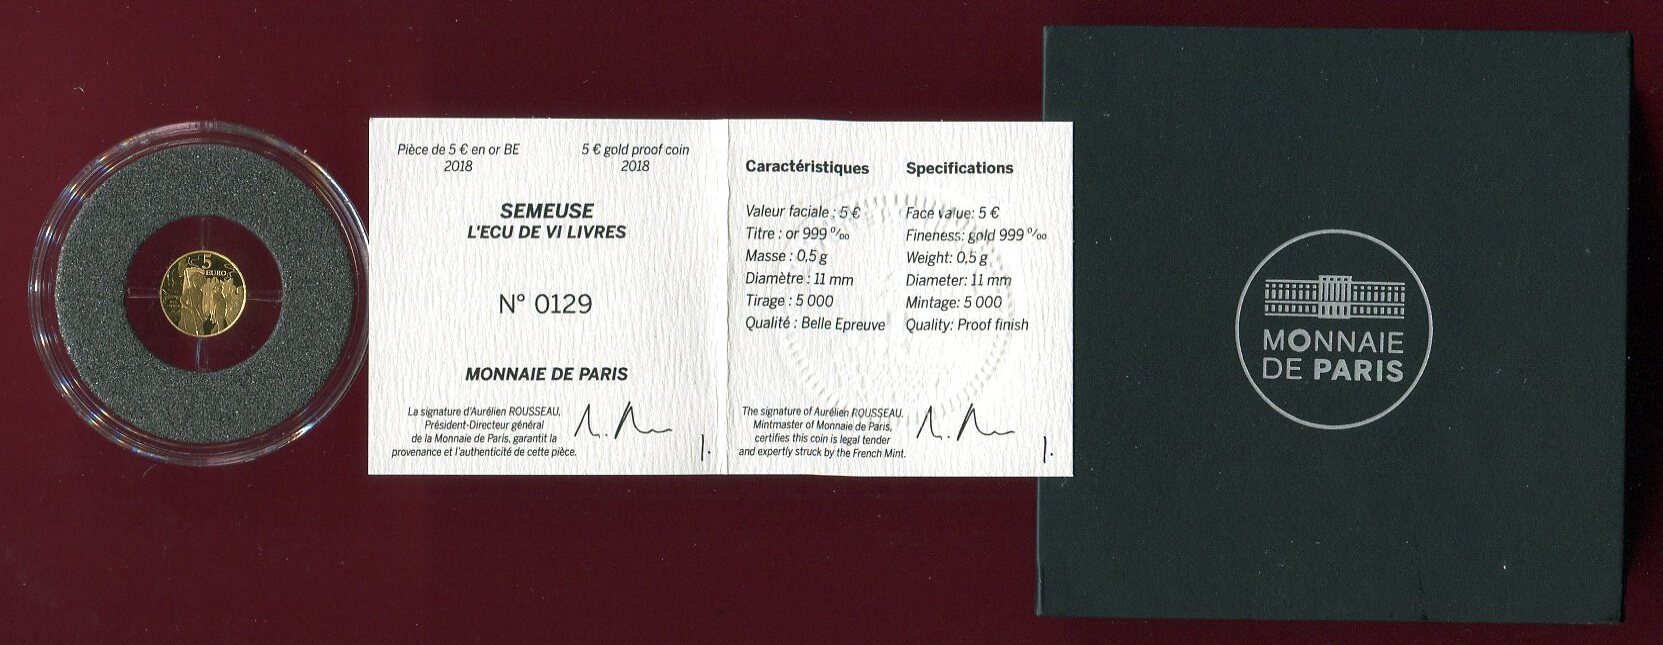 5
EURO
Pièce de 5 € en or BE
2018
5 € gold proof coin
2018
SEMEUSE
L'ECU DE VI LIVRES
N° 0129
MONNAIE DE PARIS
La signature d'Aurélien ROUSSEAU,
Président-Directeur général
de la Monnaie de Paris, garantit la
provenance et l'authenticité de cette pièce.
Caractéristiques
Valeur faciale : 5 €
Titre : or 999 ‰
Masse : 0,5 g
Diamètre : 11 mm
Tirage : 5 000
Qualité : Belle Epreuve
Specifications
Face value: 5 €
Fineness: gold 999 ‰
Weight: 0,5 g
Diameter: 11 mm
Mintage: 5 000
Quality: Proof finish
The signature of Aurélien ROUSSEAU,
Mintmaster of Monnaie de Paris,
certifies this coin is legal tender
and expertly struck by the French Mint.
MONNAIE
DE PARIS